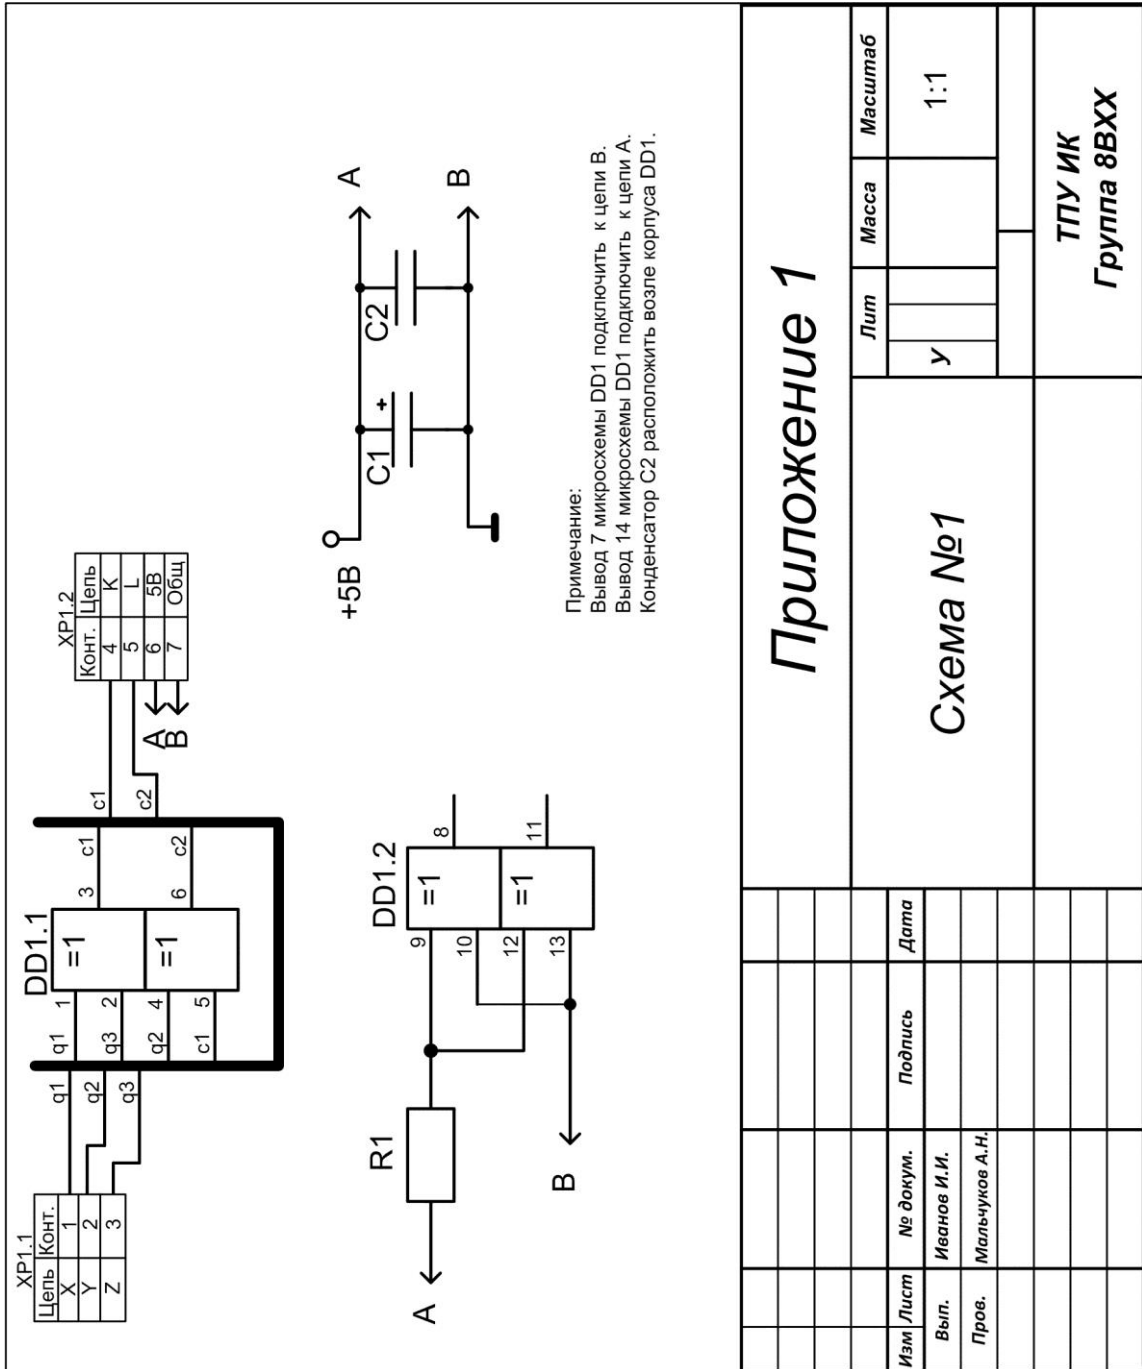 XP1.1
Цепь Конт.
X 1
Y 2
Z 3
q1
q2
q3
DD1.1
q1 1 =1 3 c1
q3 2
q2 4 =1 6 c2
c1 5
c1
c2
XP1.2
Конт. Цепь
4 K
5 L
6 5В
7 Общ
A
B
R1
A
B
DD1.2
9 =1 8
10
12 =1 11
13
+5В
C1 +
C2
A
B
Примечание:
Вывод 7 микросхемы DD1 подключить к цепи В.
Вывод 14 микросхемы DD1 подключить к цепи А.
Конденсатор С2 расположить возле корпуса DD1.
Приложение 1
Изм Лист № докум. Подпись Дата
Вып. Иванов И.И.
Пров. Мальчуков А.Н.
Схема №1
Лит Масса Масштаб
У 1:1
ТПУ ИК
Группа 8ВХХ